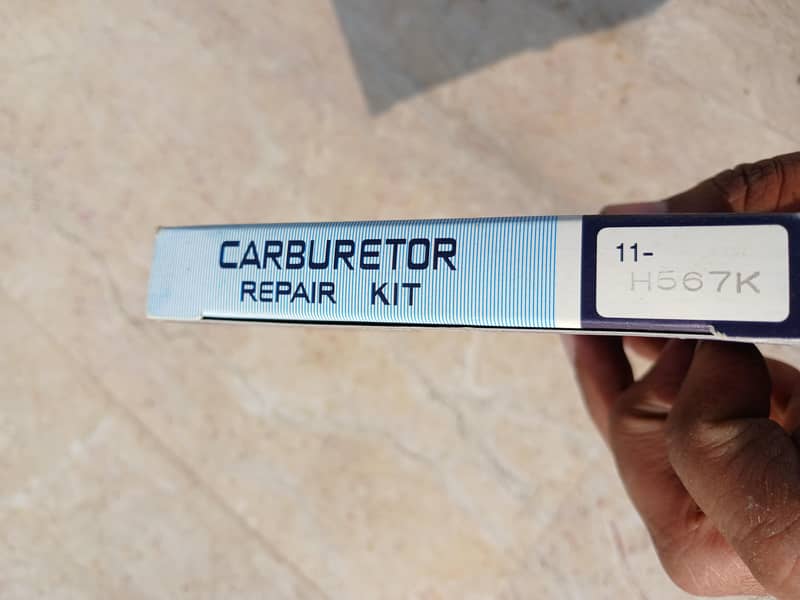 CARBURETOR
REPAIR KIT
11-
H567K